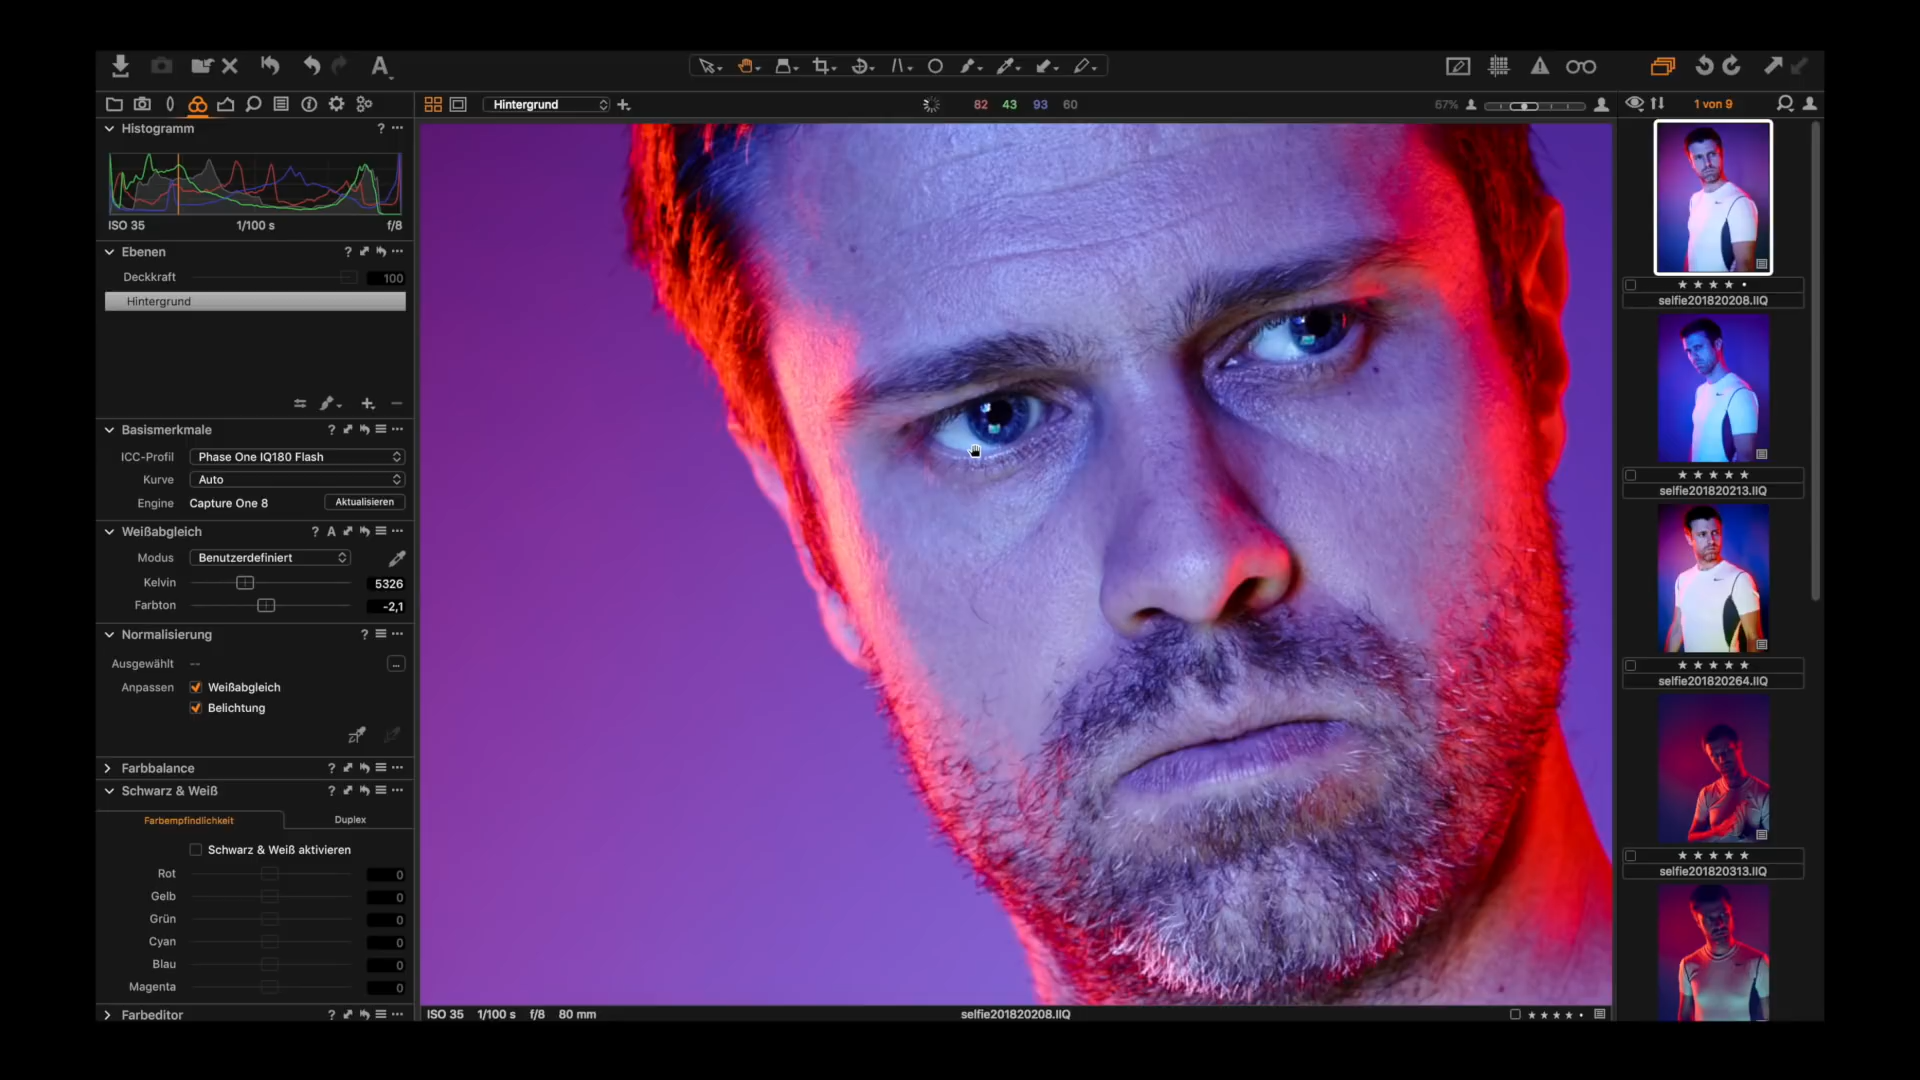 A
Hintergrund
82 43 93 60
67%
1 von 9
Histogramm ?
ISO 35 1/100 s f/8
Ebenen ?
Deckkraft 100
Hintergrund
Basismerkmale ?
ICC-Profil Phase One IQ180 Flash
Kurve Auto
Engine Capture One 8 Aktualisieren
Weißabgleich ? A
Modus Benutzerdefiniert
Kelvin 5326
Farbton -2,1
Normalisierung ?
Ausgewählt -- ...
Anpassen Weißabgleich
Belichtung
Farbbalance ?
Schwarz & Weiß ?
Farbempfindlichkeit Duplex
Schwarz & Weiß aktivieren
Rot 0
Gelb 0
Grün 0
Cyan 0
Blau 0
Magenta 0
Farbeditor ?
ISO 35 1/100 s f/8 80 mm
selfie201820208.IIQ
selfie201820208.IIQ
selfie201820213.IIQ
selfie201820264.IIQ
selfie201820313.IIQ